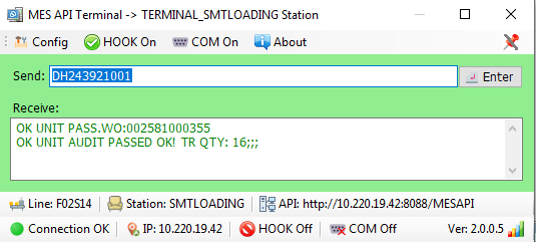 MES API Terminal -> TERMINAL_SMTLOADING Station
Config HOOK On COM On About
Send: DH243921001 Enter
Receive:
OK UNIT PASS.WO:002581000355
OK UNIT AUDIT PASSED OK! TR QTY: 16;;;
Line: F02S14 Station: SMTLOADING API: http://10.220.19.42:8088/MESAPI
Connection OK IP: 10.220.19.42 HOOK Off COM Off Ver: 2.0.0.5